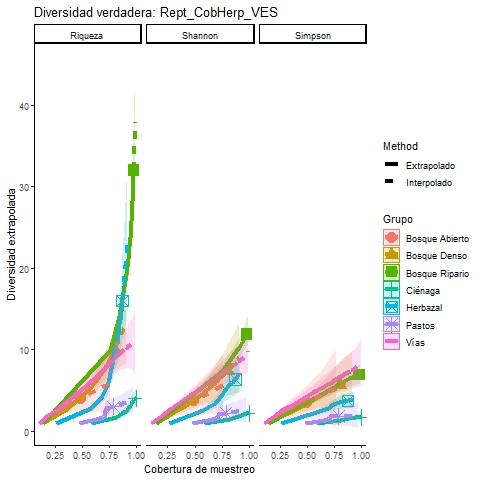 Diversidad verdadera: Rept_CobHerp_VES
Riqueza
Shannon
Simpson
Diversidad extrapolada
40
30
20
10
0
0.25 0.50 0.75 1.00
0.25 0.50 0.75 1.00
0.25 0.50 0.75 1.00
Cobertura de muestreo
Method
Extrapolado
Interpolado
Grupo
Bosque Abierto
Bosque Denso
Bosque Ripario
Ciénaga
Herbazal
Pastos
Vías